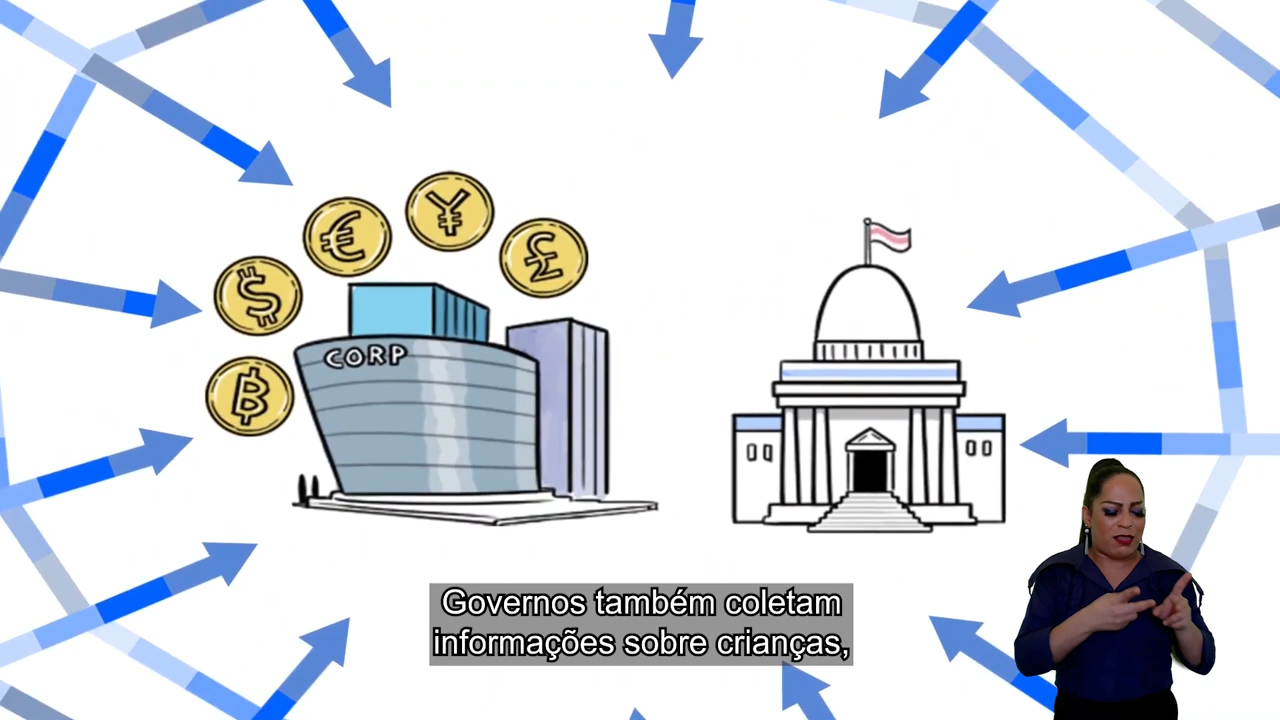 ¥
€
£
$
CORP
₿
Governos também coletam
informações sobre crianças,